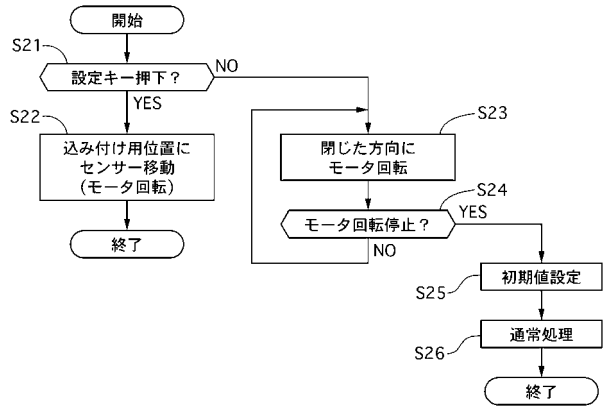 開始
S21
設定キー押下？
NO
YES
S22
込み付け用位置に
センサー移動
(モータ回転)
終了
S23
閉じた方向に
モータ回転
S24
モータ回転停止？
YES
NO
S25
初期値設定
S26
通常処理
終了